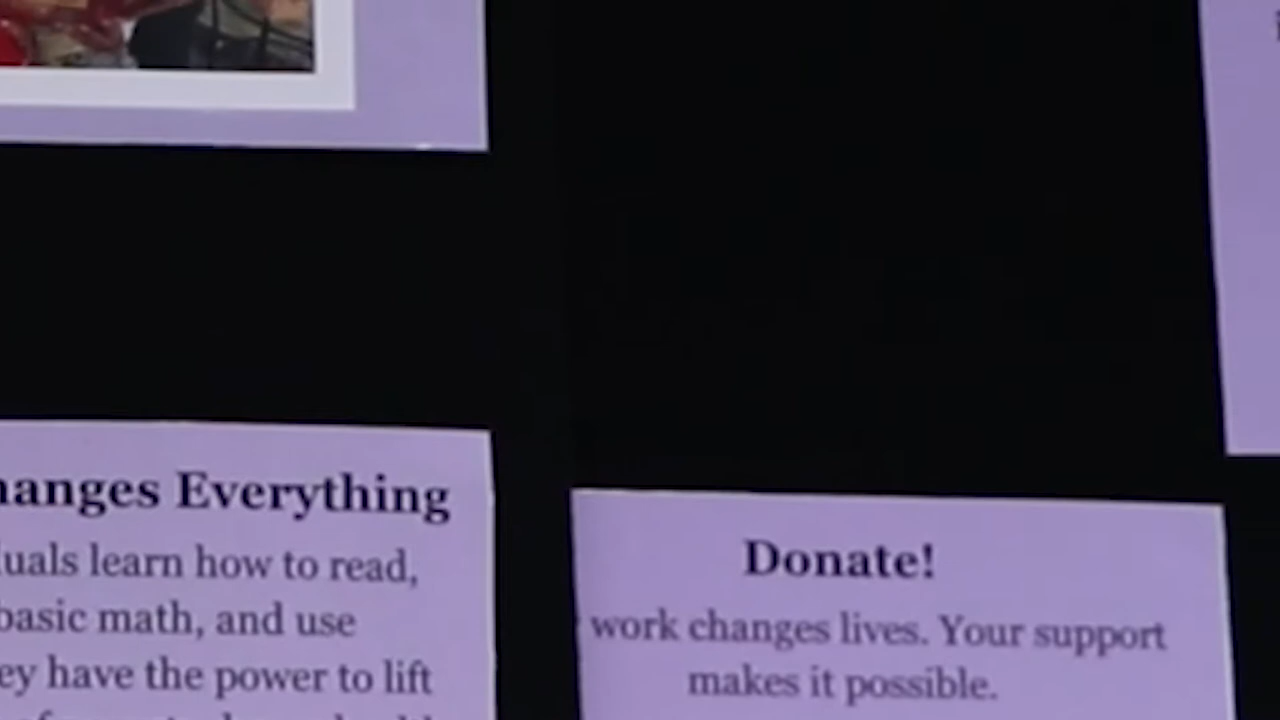 hanges Everything
uals learn how to read,
basic math, and use
ey have the power to lift
Donate!
work changes lives. Your support
makes it possible.